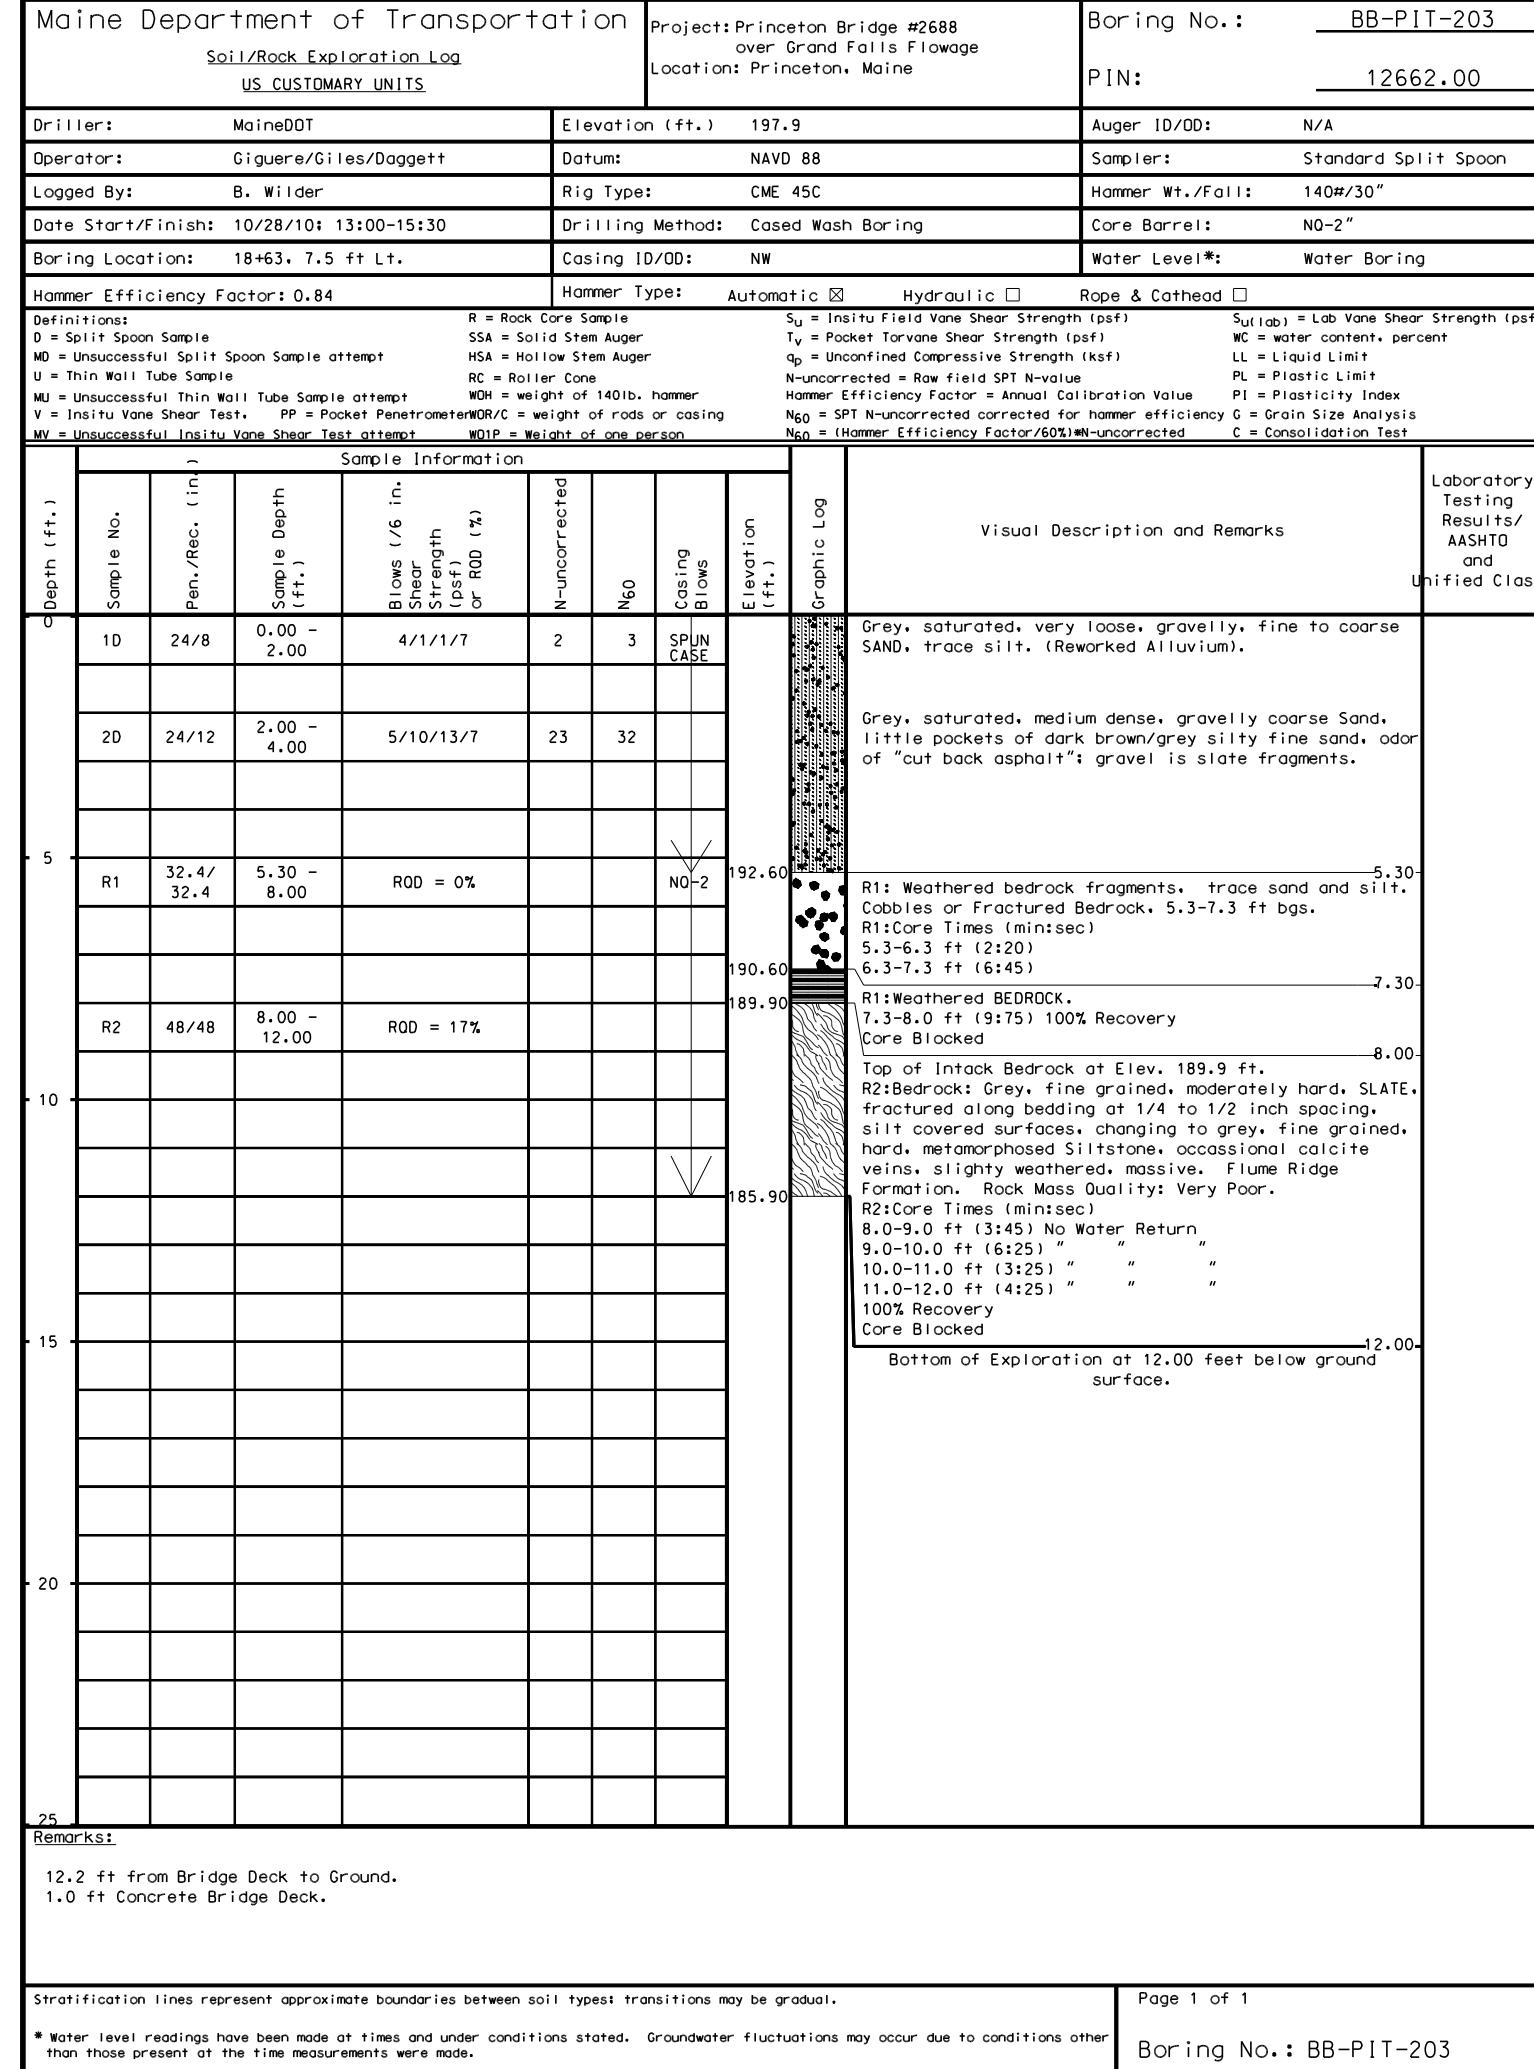 Maine Department of Transportation
Soil/Rock Exploration Log
US CUSTOMARY UNITS
Project: Princeton Bridge #2688
over Grand Falls Flowage
Location: Princeton, Maine
Boring No.: BB-PIT-203
PIN: 12662.00
Driller: MaineDOT
Elevation (ft.) 197.9
Auger ID/OD: N/A
Operator: Giguere/Giles/Daggett
Datum: NAVD 88
Sampler: Standard Split Spoon
Logged By: B. Wilder
Rig Type: CME 45C
Hammer Wt./Fall: 140#/30"
Date Start/Finish: 10/28/10; 13:00-15:30
Drilling Method: Cased Wash Boring
Core Barrel: NQ-2"
Boring Location: 18+63, 7.5 ft Lt.
Casing ID/OD: NW
Water Level*: Water Boring
Hammer Efficiency Factor: 0.84
Hammer Type: Automatic ☒ Hydraulic ☐ Rope & Cathead ☐
Definitions:
D = Split Spoon Sample
MD = Unsuccessful Split Spoon Sample attempt
U = Thin Wall Tube Sample
MU = Unsuccessful Thin Wall Tube Sample attempt
V = Insitu Vane Shear Test, PP = Pocket Penetrometer
MV = Unsuccessful Insitu Vane Shear Test attempt
R = Rock Core Sample
SSA = Solid Stem Auger
HSA = Hollow Stem Auger
RC = Roller Cone
WOH = weight of 140lb. hammer
WOR/C = weight of rods or casing
WO1P = Weight of one person
Su = Insitu Field Vane Shear Strength (psf)
Tv = Pocket Torvane Shear Strength (psf)
qp = Unconfined Compressive Strength (ksf)
N-uncorrected = Raw field SPT N-value
Hammer Efficiency Factor = Annual Calibration Value
N60 = SPT N-uncorrected corrected for hammer efficiency
N60 = (Hammer Efficiency Factor/60%)*N-uncorrected
Su(lab) = Lab Vane Shear Strength (psf
WC = water content, percent
LL = Liquid Limit
PL = Plastic Limit
PI = Plasticity Index
G = Grain Size Analysis
C = Consolidation Test
Sample Information
Depth (ft.)
Sample No.
Pen./Rec. (in.)
Sample Depth
(ft.)
Blows (/6 in.
Shear
Strength
(psf)
or RQD (%)
N-uncorrected
N60
Casing
Blows
Elevation
(ft.)
Graphic Log
Visual Description and Remarks
Laboratory
Testing
Results/
AASHTO
and
Unified Clas
0
1D 24/8 0.00 - 2.00 4/1/1/7 2 3 SPUN CASE
Grey, saturated, very loose, gravelly, fine to coarse
SAND, trace silt. (Reworked Alluvium).
2D 24/12 2.00 - 4.00 5/10/13/7 23 32
Grey, saturated, medium dense, gravelly coarse Sand,
little pockets of dark brown/grey silty fine sand, odor
of "cut back asphalt"; gravel is slate fragments.
5
192.60
5.30
R1 32.4/ 32.4 5.30 - 8.00 RQD = 0% NQ-2
R1: Weathered bedrock fragments, trace sand and silt.
Cobbles or Fractured Bedrock, 5.3-7.3 ft bgs.
R1:Core Times (min:sec)
5.3-6.3 ft (2:20)
6.3-7.3 ft (6:45)
190.60
7.30
R1:Weathered BEDROCK.
7.3-8.0 ft (9:75) 100% Recovery
Core Blocked
189.90
8.00
R2 48/48 8.00 - 12.00 RQD = 17%
Top of Intack Bedrock at Elev. 189.9 ft.
R2:Bedrock: Grey, fine grained, moderately hard, SLATE,
fractured along bedding at 1/4 to 1/2 inch spacing,
silt covered surfaces, changing to grey, fine grained,
hard, metamorphosed Siltstone, occassional calcite
veins, slighty weathered, massive. Flume Ridge
Formation. Rock Mass Quality: Very Poor.
R2:Core Times (min:sec)
8.0-9.0 ft (3:45) No Water Return
9.0-10.0 ft (6:25) " " "
10.0-11.0 ft (3:25) " " "
11.0-12.0 ft (4:25) " " "
100% Recovery
Core Blocked
10
185.90
12.00
Bottom of Exploration at 12.00 feet below ground
surface.
15
20
25
Remarks:
12.2 ft from Bridge Deck to Ground.
1.0 ft Concrete Bridge Deck.
Stratification lines represent approximate boundaries between soil types; transitions may be gradual.
* Water level readings have been made at times and under conditions stated. Groundwater fluctuations may occur due to conditions other
than those present at the time measurements were made.
Page 1 of 1
Boring No.: BB-PIT-203